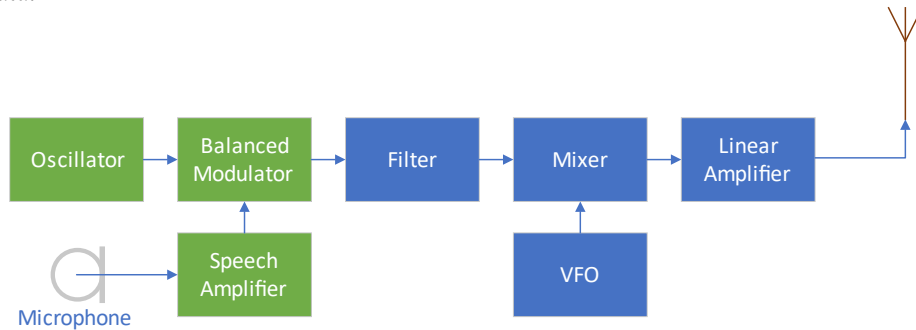 Oscillator
Balanced
Modulator
Filter
Mixer
Linear
Amplifier
Speech
Amplifier
VFO
Microphone